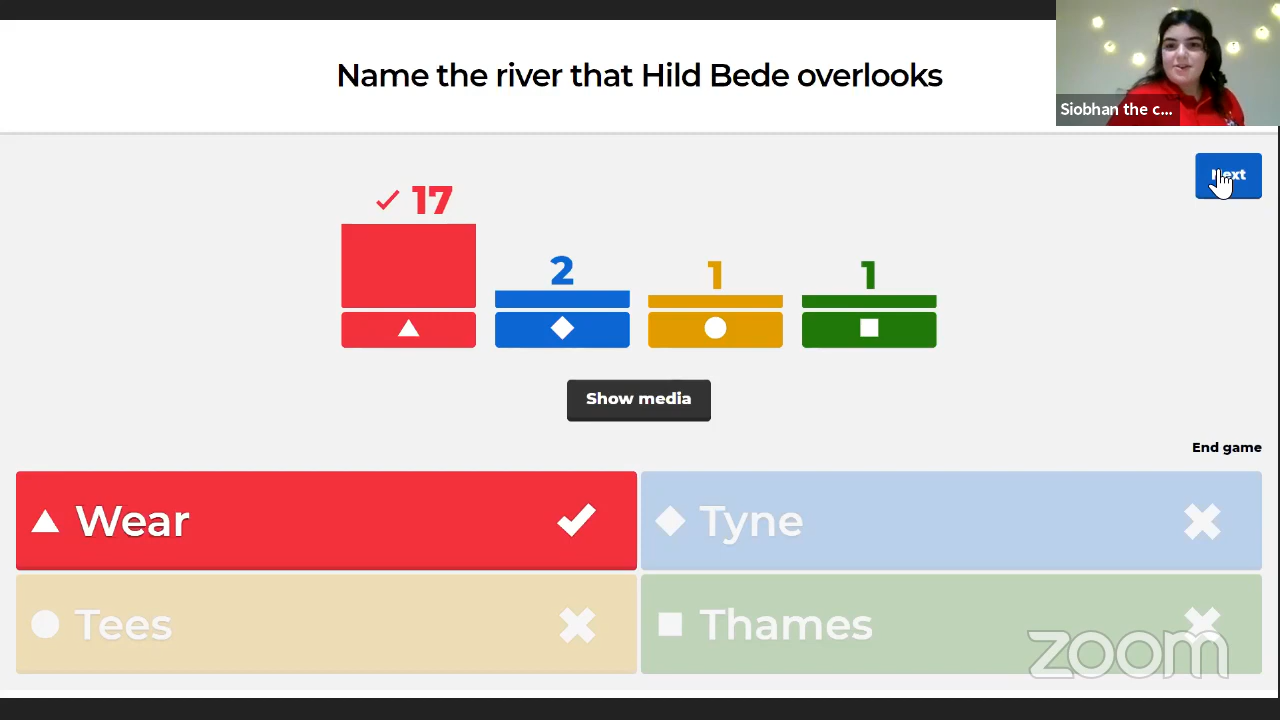 Name the river that Hild Bede overlooks
Siobhan the c...
Next
17
2
1
1
Show media
End game
Wear
Tyne
Tees
Thames
zoom